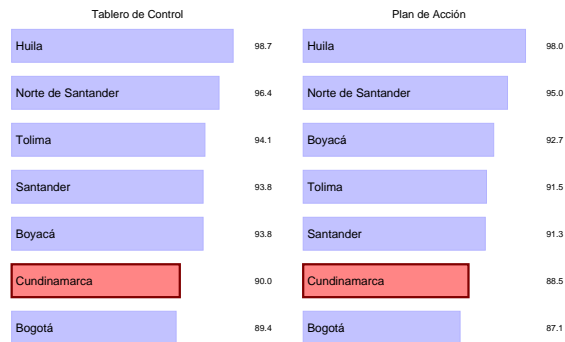 Tablero de Control
Huila 98.7
Norte de Santander 96.4
Tolima 94.1
Santander 93.8
Boyacá 93.8
Cundinamarca 90.0
Bogotá 89.4
Plan de Acción
Huila 98.0
Norte de Santander 95.0
Boyacá 92.7
Tolima 91.5
Santander 91.3
Cundinamarca 88.5
Bogotá 87.1